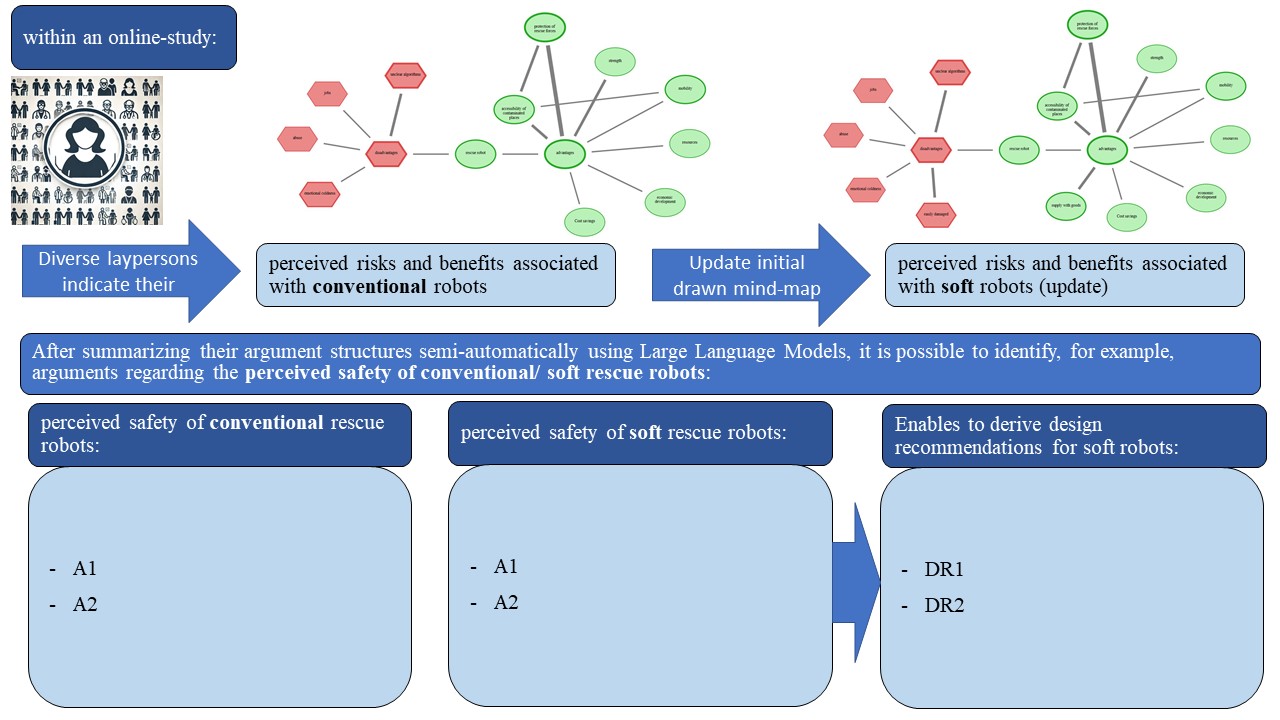 within an online-study:
protection of
rescue forces
strength
unclear algorithms
mobility
jobs
accessibility of
contaminated
places
abuse
disadvantages
rescue robot
advantages
resources
emotional coldness
economic
development
Cost savings
protection of
rescue forces
strength
unclear algorithms
mobility
jobs
accessibility of
contaminated
places
abuse
disadvantages
rescue robot
advantages
resources
emotional coldness
economic
development
supply with goods
easily damaged
Cost savings
Diverse laypersons
indicate their
perceived risks and benefits associated
with conventional robots
Update initial
drawn mind-map
perceived risks and benefits associated
with soft robots (update)
After summarizing their argument structures semi-automatically using Large Language Models, it is possible to identify, for example,
arguments regarding the perceived safety of conventional/ soft rescue robots:
perceived safety of conventional rescue
robots:
- A1
- A2
perceived safety of soft rescue robots:
- A1
- A2
Enables to derive design
recommendations for soft robots:
- DR1
- DR2